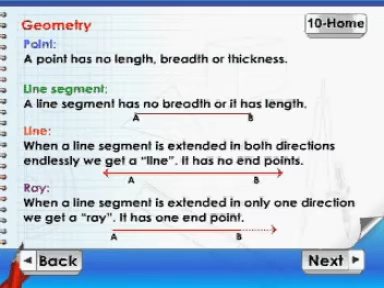 Geometry
10-Home
Point:
A point has no length, breadth or thickness.
Line segment:
A line segment has no breadth or it has length.
A B
Line:
When a line segment is extended in both directions
endlessly we get a “line”. It has no end points.
A B
Ray:
When a line segment is extended in only one direction
we get a “ray”. It has one end point.
A B
Back
Next